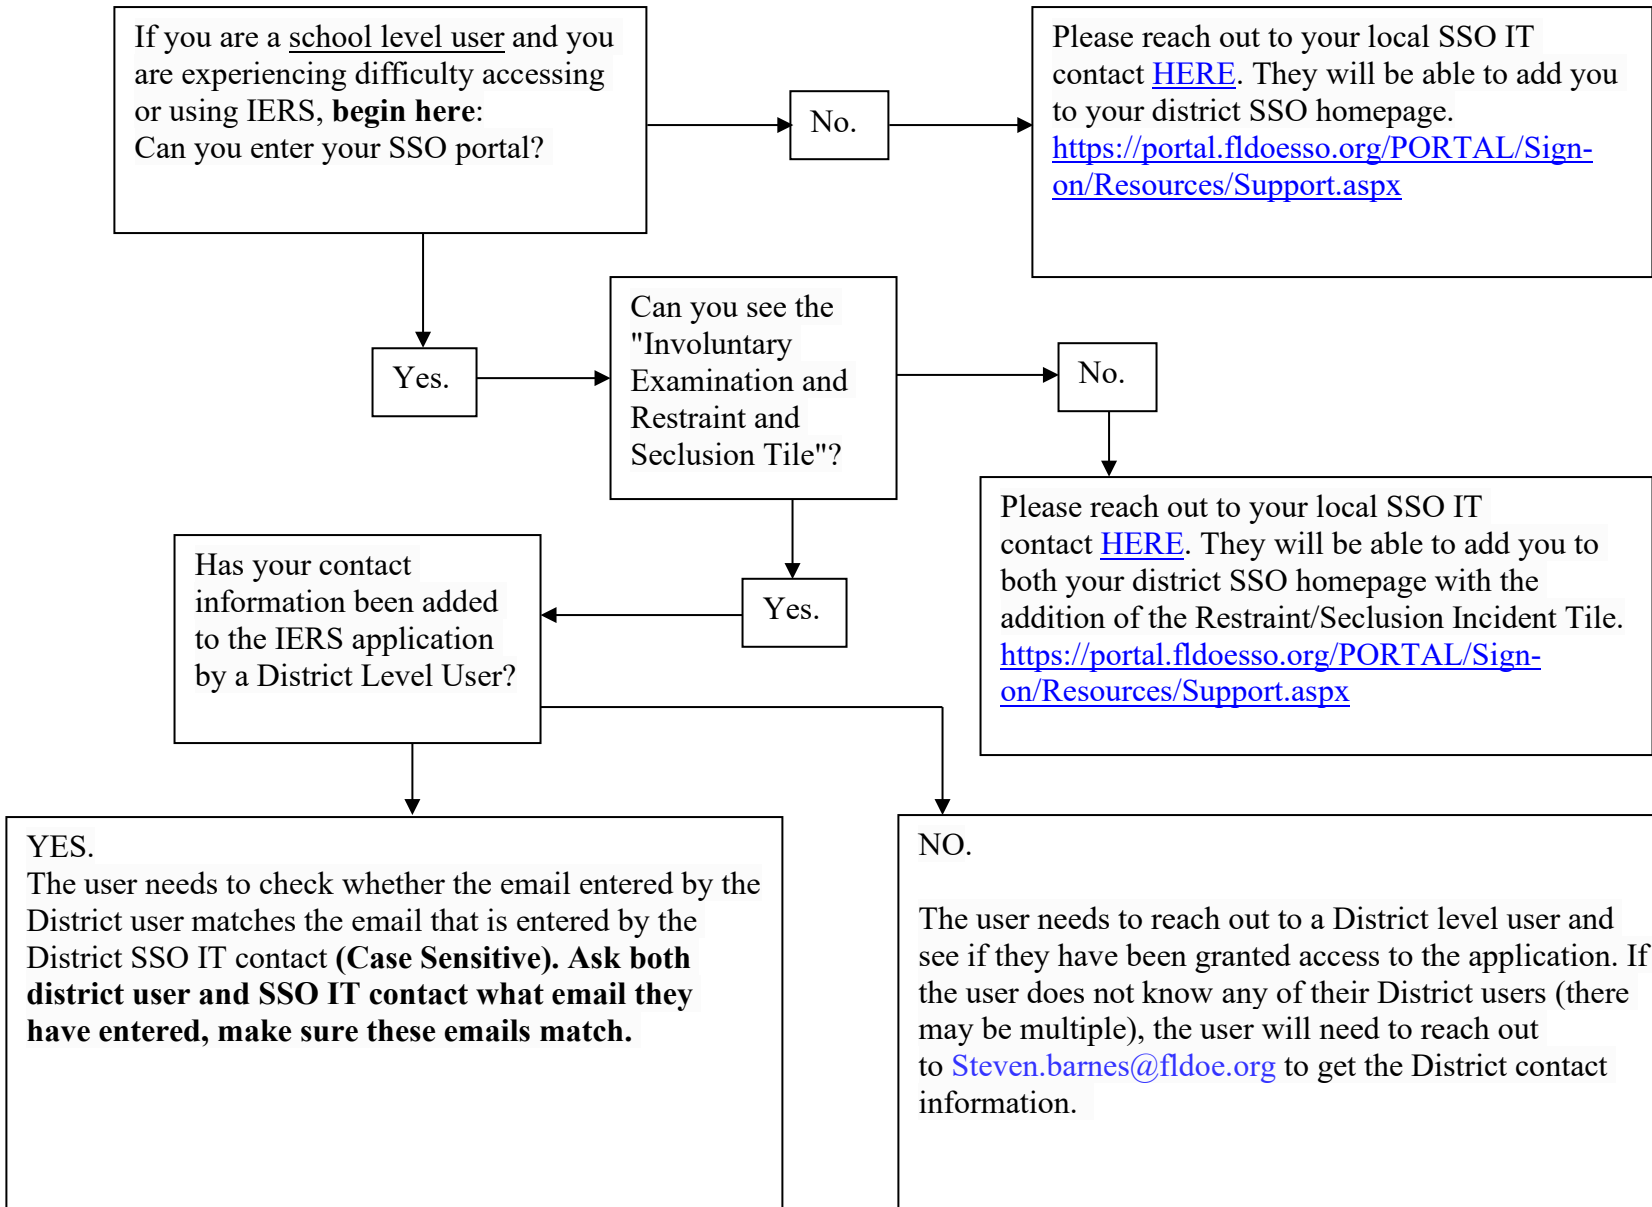 If you are a school level user and you
are experiencing difficulty accessing
or using IERS, begin here:
Can you enter your SSO portal?
No.
Please reach out to your local SSO IT
contact HERE. They will be able to add you
to your district SSO homepage.
https://portal.fldoesso.org/PORTAL/Sign-
on/Resources/Support.aspx
Yes.
Can you see the
"Involuntary
Examination and
Restraint and
Seclusion Tile"?
No.
Please reach out to your local SSO IT
contact HERE. They will be able to add you to
both your district SSO homepage with the
addition of the Restraint/Seclusion Incident Tile.
https://portal.fldoesso.org/PORTAL/Sign-
on/Resources/Support.aspx
Yes.
Has your contact
information been added
to the IERS application
by a District Level User?
YES.
The user needs to check whether the email entered by the
District user matches the email that is entered by the
District SSO IT contact (Case Sensitive). Ask both
district user and SSO IT contact what email they
have entered, make sure these emails match.
NO.
The user needs to reach out to a District level user and
see if they have been granted access to the application. If
the user does not know any of their District users (there
may be multiple), the user will need to reach out
to Steven.barnes@fldoe.org to get the District contact
information.